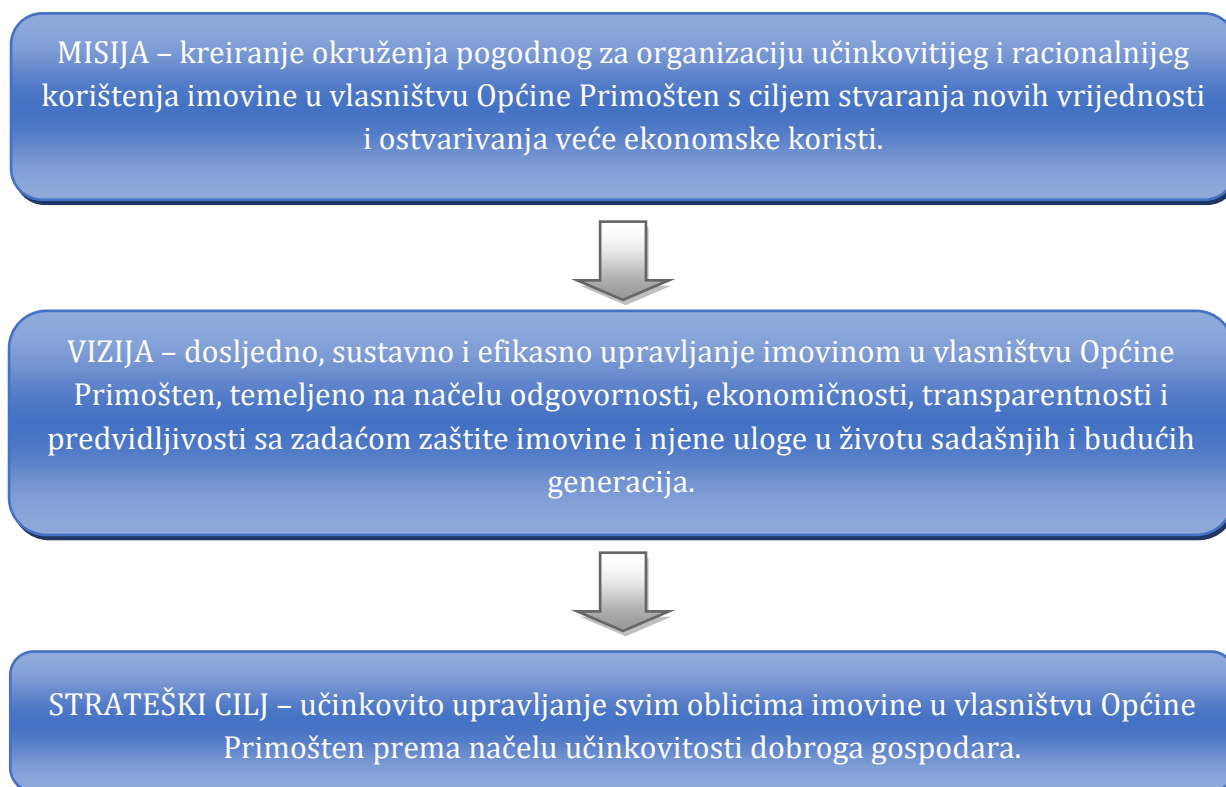 MISIJA – kreiranje okruženja pogodnog za organizaciju učinkovitijeg i racionalnijeg
korištenja imovine u vlasništvu Općine Primošten s ciljem stvaranja novih vrijednosti
i ostvarivanja veće ekonomske koristi.
VIZIJA – dosljedno, sustavno i efikasno upravljanje imovinom u vlasništvu Općine
Primošten, temeljeno na načelu odgovornosti, ekonomičnosti, transparentnosti i
predvidljivosti sa zadaćom zaštite imovine i njene uloge u životu sadašnjih i budućih
generacija.
STRATEŠKI CILJ – učinkovito upravljanje svim oblicima imovine u vlasništvu Općine
Primošten prema načelu učinkovitosti dobroga gospodara.